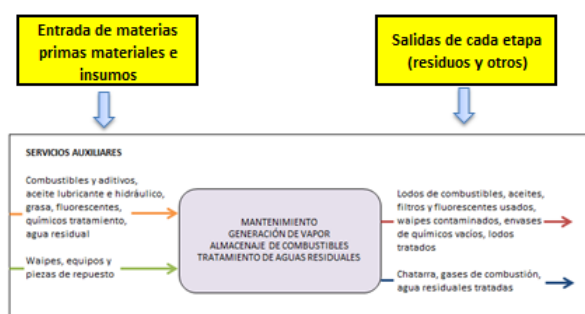 Entrada de materias
primas materiales e
insumos
Salidas de cada etapa
(residuos y otros)
SERVICIOS AUXILIARES
Combustibles y aditivos,
aceite lubricante e hidráulico,
grasa, fluorescentes,
químicos tratamiento,
agua residual
Waipes, equipos y
piezas de repuesto
MANTENIMIENTO
GENERACIÓN DE VAPOR
ALMACENAJE DE COMBUSTIBLES
TRATAMIENTO DE AGUAS RESIDUALES
Lodos de combustibles, aceites,
filtros y fluorescentes usados,
waipes contaminados, envases
de químicos vacíos, lodos
tratados
Chatarra, gases de combustión,
agua residuales tratadas